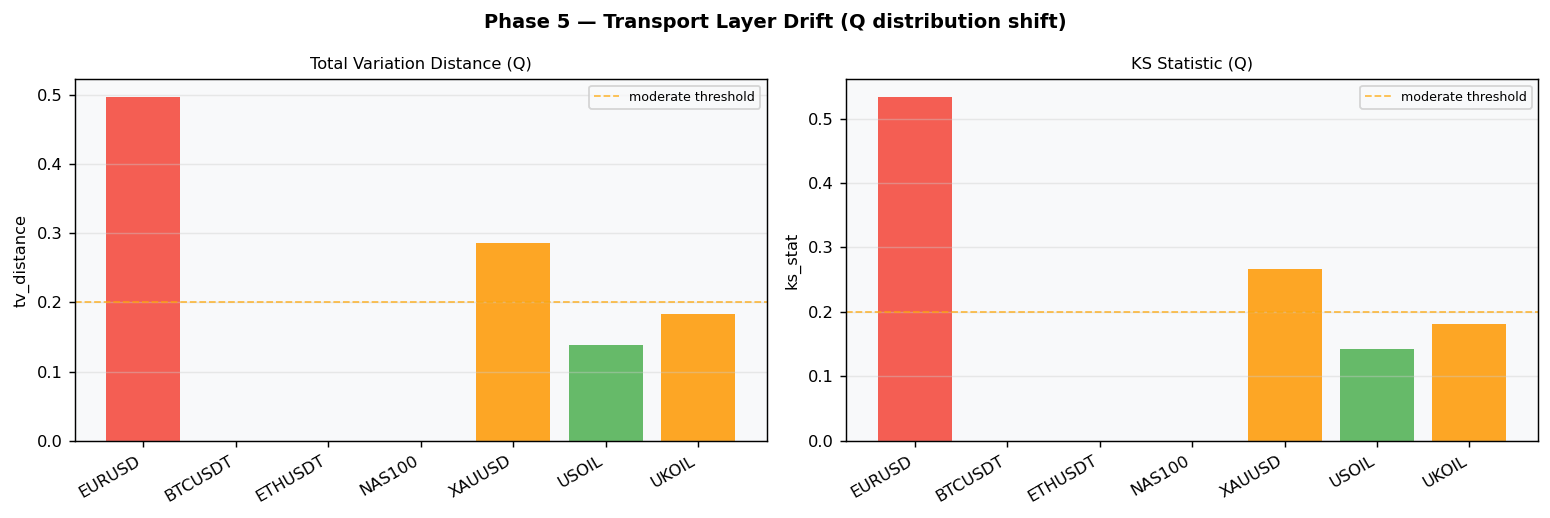 Phase 5 — Transport Layer Drift (Q distribution shift)
Total Variation Distance (Q)
moderate threshold
tv_distance
0.5
0.4
0.3
0.2
0.1
0.0
EURUSD
BTCUSDT
ETHUSDT
NAS100
XAUUSD
USOIL
UKOIL
KS Statistic (Q)
moderate threshold
ks_stat
0.5
0.4
0.3
0.2
0.1
0.0
EURUSD
BTCUSDT
ETHUSDT
NAS100
XAUUSD
USOIL
UKOIL